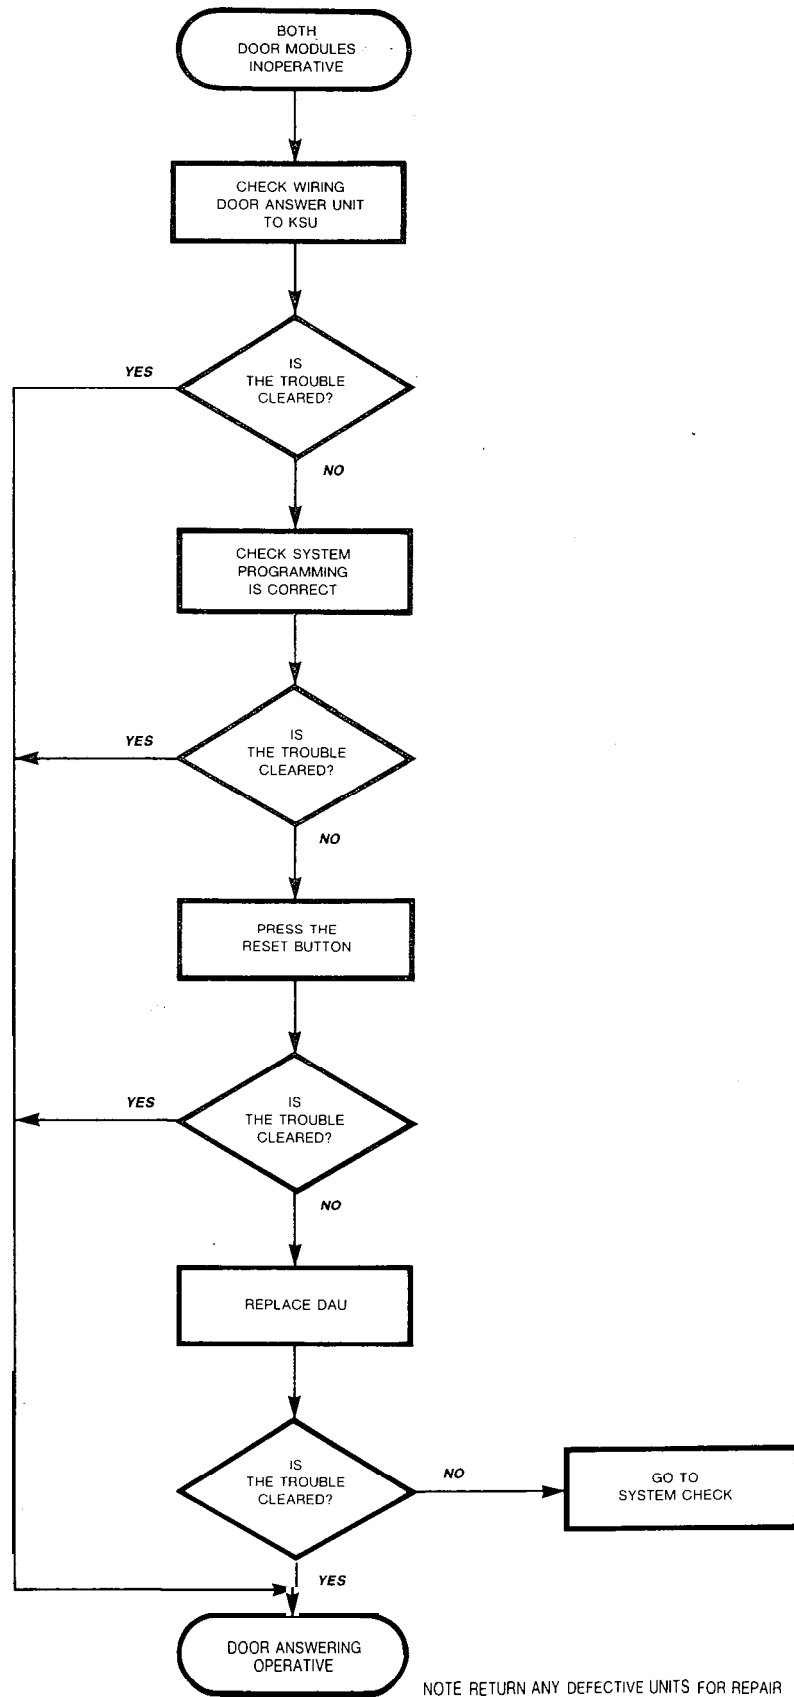 BOTH
DOOR MODULES
INOPERATIVE
CHECK WIRING
DOOR ANSWER UNIT
TO KSU
IS
THE TROUBLE
CLEARED?
YES
NO
CHECK SYSTEM
PROGRAMMING
IS CORRECT
IS
THE TROUBLE
CLEARED?
YES
NO
PRESS THE
RESET BUTTON
IS
THE TROUBLE
CLEARED?
YES
NO
REPLACE DAU
IS
THE TROUBLE
CLEARED?
NO
GO TO
SYSTEM CHECK
YES
DOOR ANSWERING
OPERATIVE
NOTE RETURN ANY DEFECTIVE UNITS FOR REPAIR